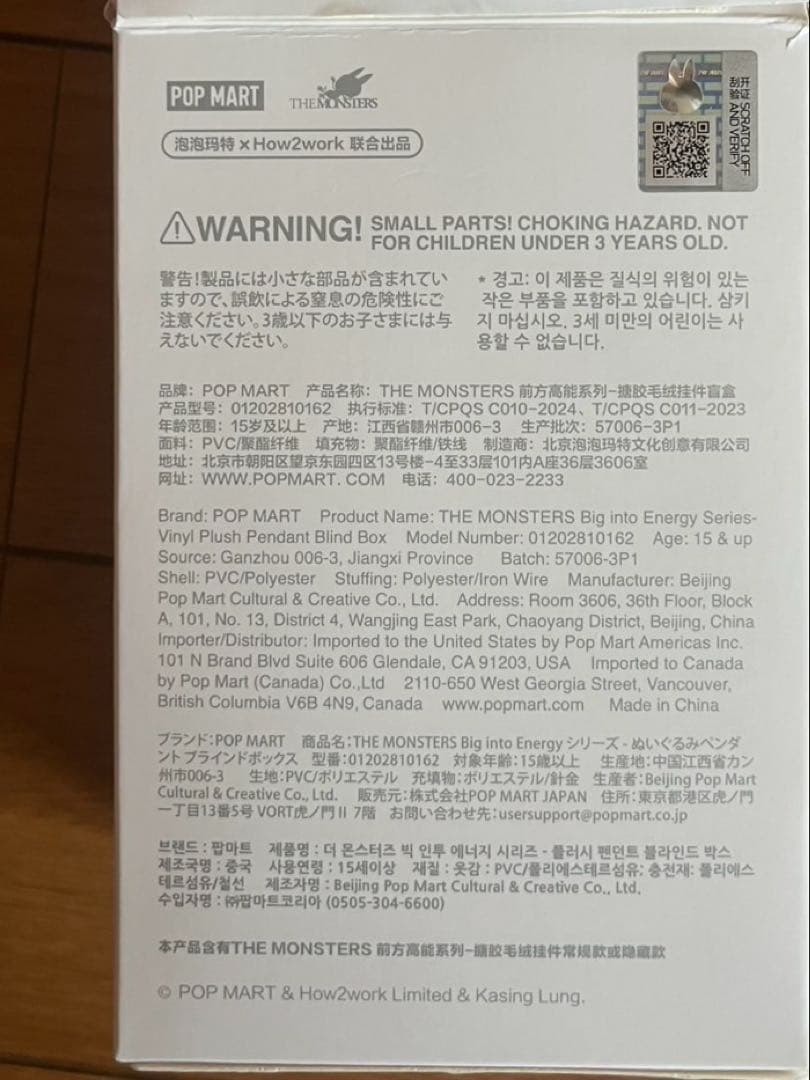 POP MART
THE MONSTERS
泡泡玛特×How2work 联合出品
POP MART
刮开验证 SCRATCH OFF AND VERIFY
WARNING! SMALL PARTS! CHOKING HAZARD. NOT FOR CHILDREN UNDER 3 YEARS OLD.
警告!製品には小さな部品が含まれてい
ますので、誤飲による窒息の危険性にご
注意ください。3歳以下のお子さまには与
えないでください。
* 경고: 이 제품은 질식의 위험이 있는
작은 부품을 포함하고 있습니다. 삼키
지 마십시오. 3세 미만의 어린이는 사
용할 수 없습니다.
品牌: POP MART 产品名称: THE MONSTERS 前方高能系列-搪胶毛绒挂件盲盒
产品型号: 01202810162 执行标准: T/CPQS C010-2024、T/CPQS C011-2023
年龄范围: 15岁及以上 产地: 江西省赣州市006-3 生产批次: 57006-3P1
面料: PVC/聚酯纤维 填充物: 聚酯纤维/铁线 制造商: 北京泡泡玛特文化创意有限公司
地址: 北京市朝阳区望京东园四区13号楼-4至33层101内A座36层3606室
网址: WWW.POPMART. COM 电话: 400-023-2233
Brand: POP MART Product Name: THE MONSTERS Big into Energy Series-
Vinyl Plush Pendant Blind Box Model Number: 01202810162 Age: 15 & up
Source: Ganzhou 006-3, Jiangxi Province Batch: 57006-3P1
Shell: PVC/Polyester Stuffing: Polyester/Iron Wire Manufacturer: Beijing
Pop Mart Cultural & Creative Co., Ltd. Address: Room 3606, 36th Floor, Block
A, 101, No. 13, District 4, Wangjing East Park, Chaoyang District, Beijing, China
Importer/Distributor: Imported to the United States by Pop Mart Americas Inc.
101 N Brand Blvd Suite 606 Glendale, CA 91203, USA Imported to Canada
by Pop Mart (Canada) Co.,Ltd 2110-650 West Georgia Street, Vancouver,
British Columbia V6B 4N9, Canada www.popmart.com Made in China
ブランド:POP MART 商品名:THE MONSTERS Big into Energy シリーズ - ぬいぐるみペンダ
ント ブラインドボックス 型番:01202810162 対象年齢:15歳以上 生産地:中国江西省カン
州市006-3 生地:PVC/ポリエステル 充填物:ポリエステル/針金 生産者:Beijing Pop Mart
Cultural & Creative Co., Ltd. 販売元:株式会社POP MART JAPAN 住所:東京都港区虎ノ門
一丁目13番5号 VORT虎ノ門Ⅱ 7階 お問い合わせ先:usersupport@popmart.co.jp
브랜드 : 팝마트 제품명 : 더 몬스터즈 빅 인투 에너지 시리즈 - 플러시 펜던트 블라인드 박스
제조국명 : 중국 사용연령 : 15세이상 재질 : 옷감 : PVC/폴리에스테르섬유; 충전재: 폴리에스
테르섬유/철선 제조자명 : Beijing Pop Mart Cultural & Creative Co., Ltd.
수입자명 : ㈜팝마트코리아 (0505-304-6600)
本产品含有THE MONSTERS 前方高能系列-搪胶毛绒挂件常规款或隐藏款
© POP MART & How2work Limited & Kasing Lung.